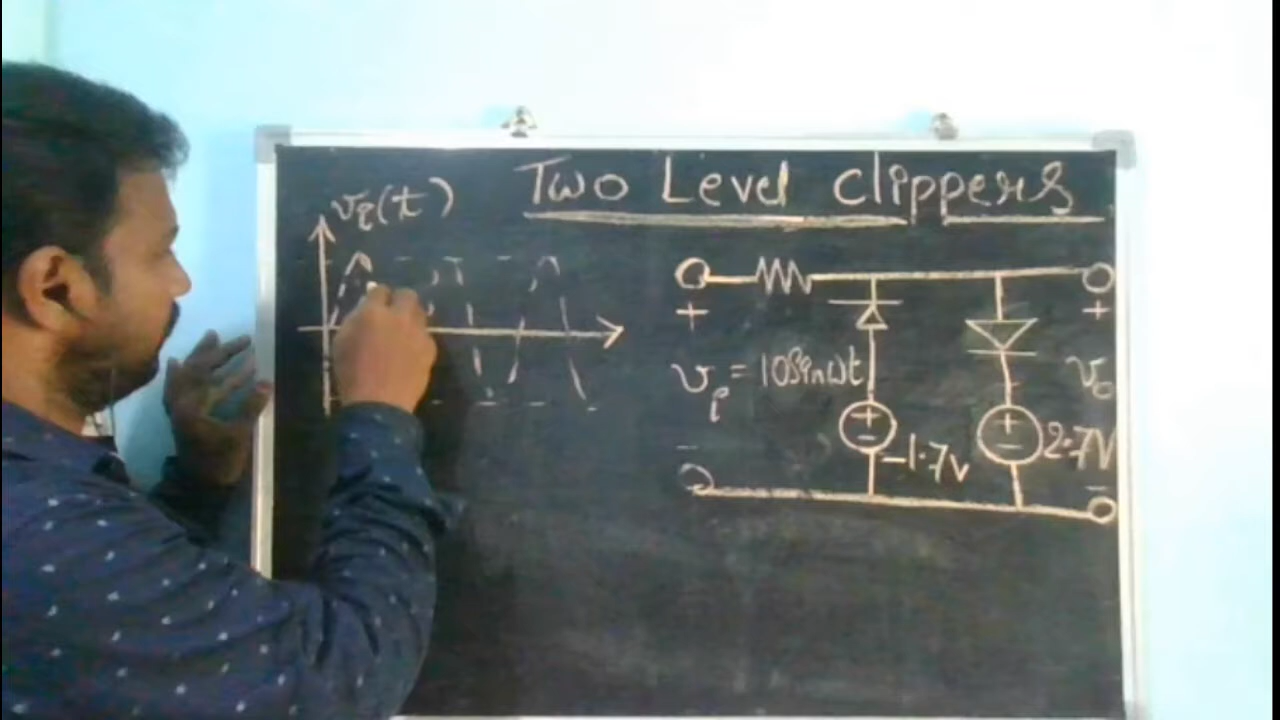 Two Level Clippers
vi(t)
+ +
vi = 10Sinωt vo
+ +
- -
-1.7V 2.7V
- -